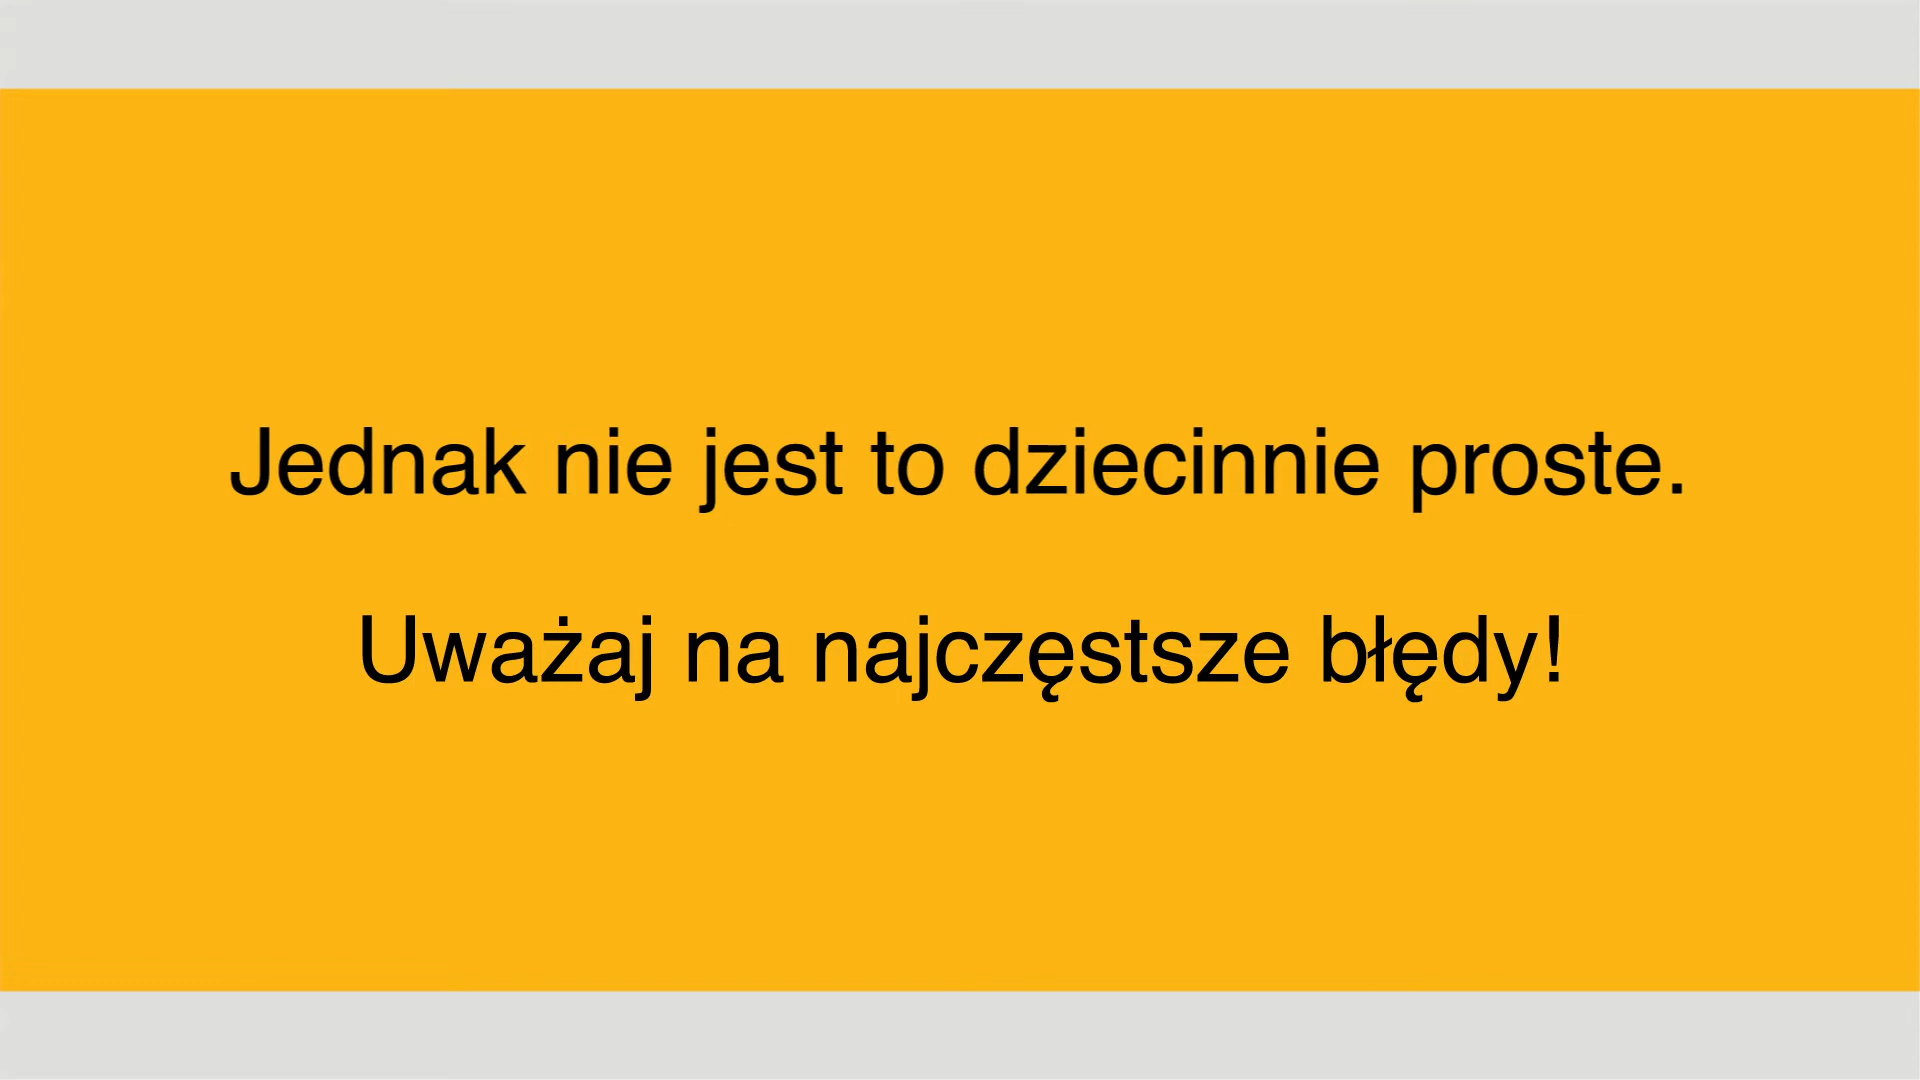 Jednak nie jest to dziecinnie proste.
Uważaj na najczęstsze błędy!